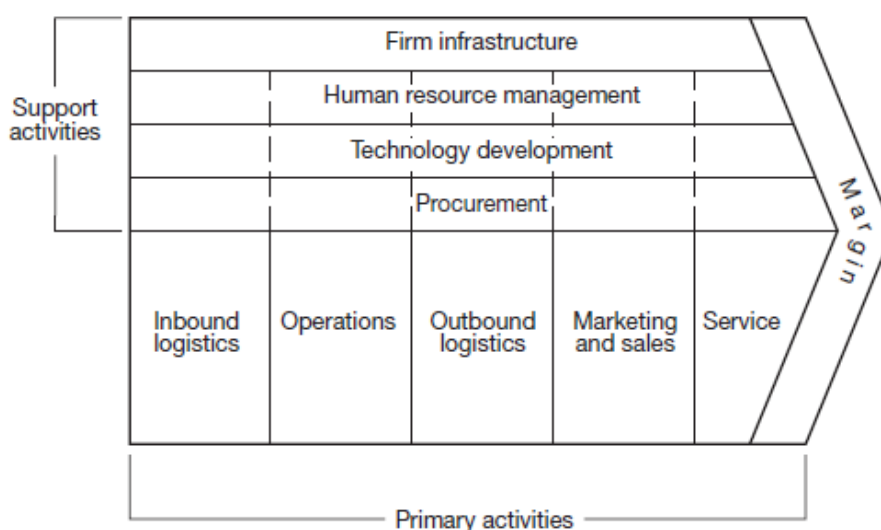 Firm infrastructure
Human resource management
Support
activities
Technology development
Procurement
Margin
Inbound
logistics
Operations
Outbound
logistics
Marketing
and sales
Service
Primary activities